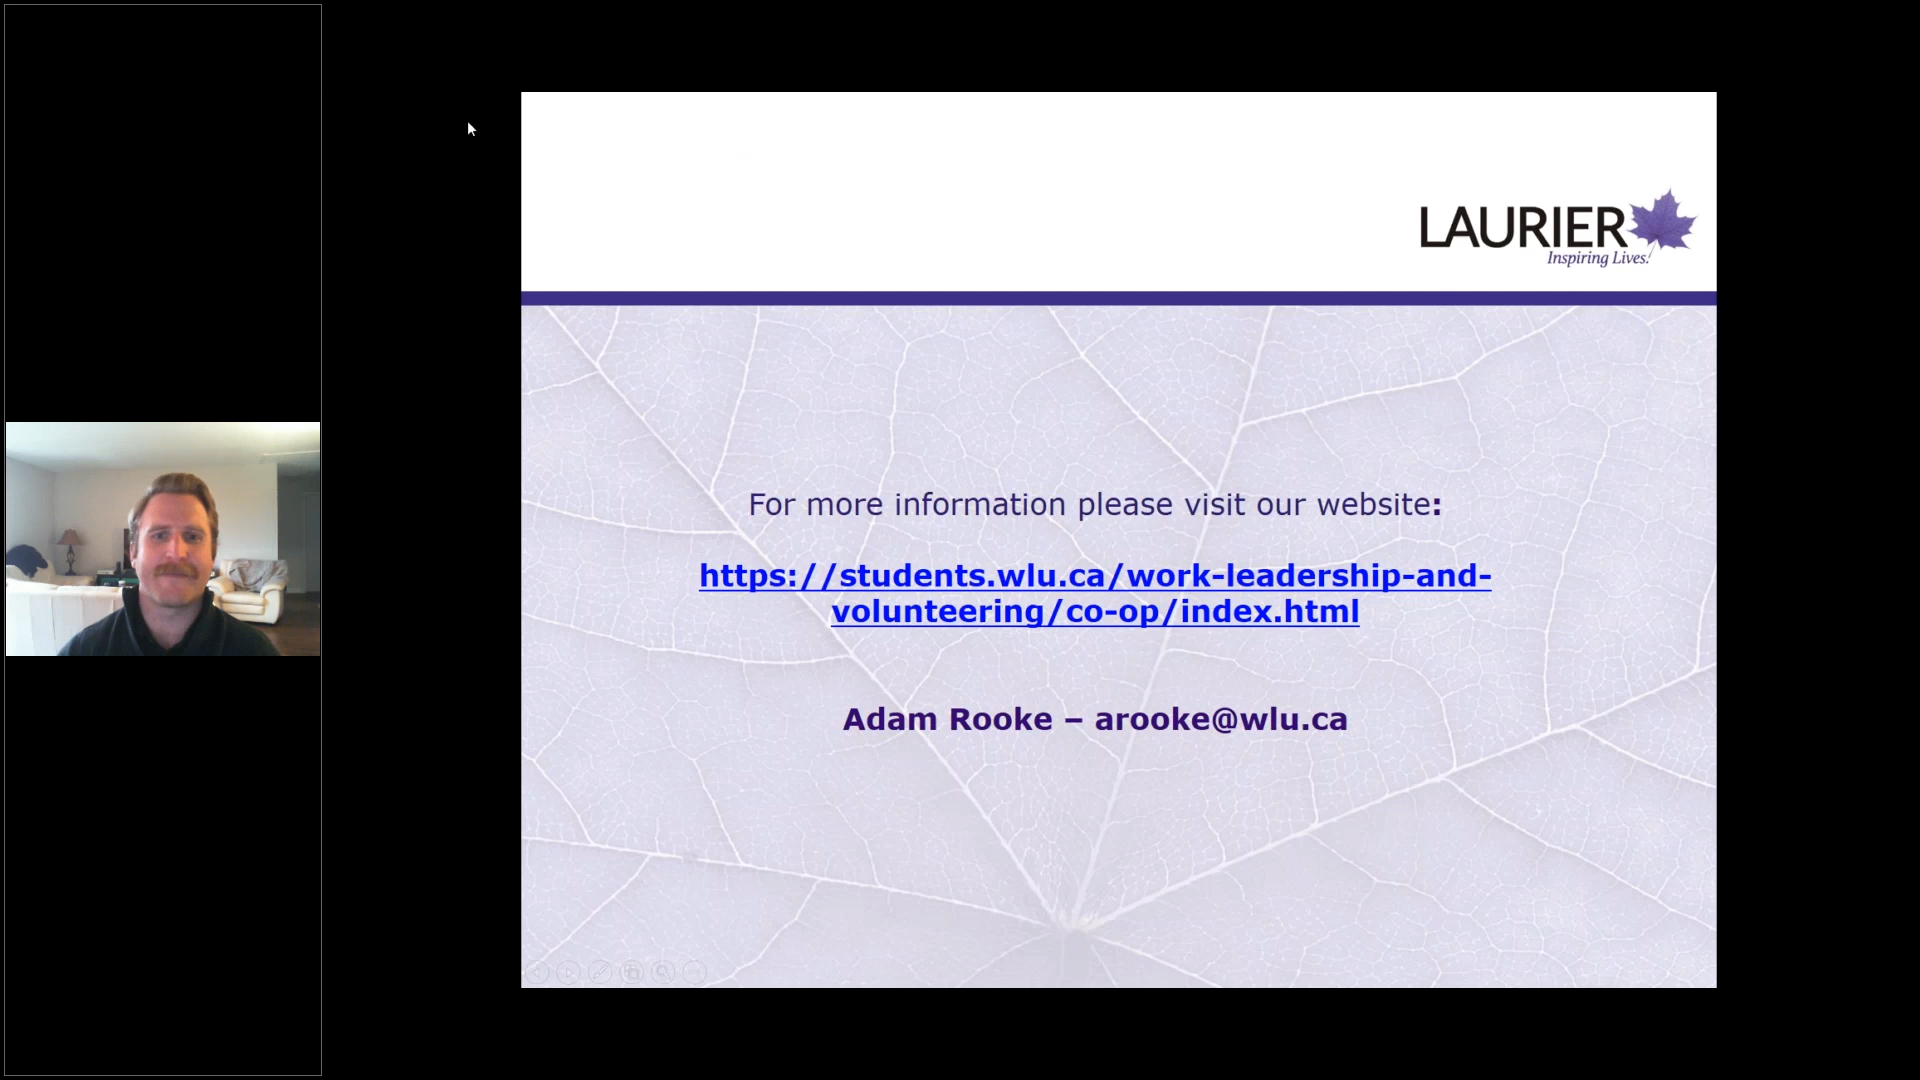 LAURIER
Inspiring Lives.
For more information please visit our website:
https://students.wlu.ca/work-leadership-and-
volunteering/co-op/index.html
Adam Rooke – arooke@wlu.ca